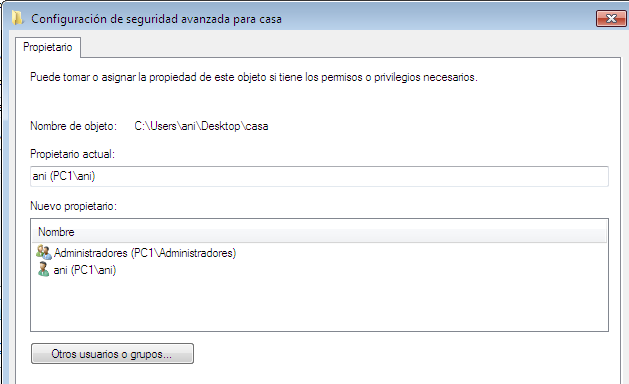 Configuración de seguridad avanzada para casa
Propietario
Puede tomar o asignar la propiedad de este objeto si tiene los permisos o privilegios necesarios.
Nombre de objeto: C:\Users\ani\Desktop\casa
Propietario actual:
ani (PC1\ani)
Nuevo propietario:
Nombre
Administradores (PC1\Administradores)
ani (PC1\ani)
Otros usuarios o grupos...